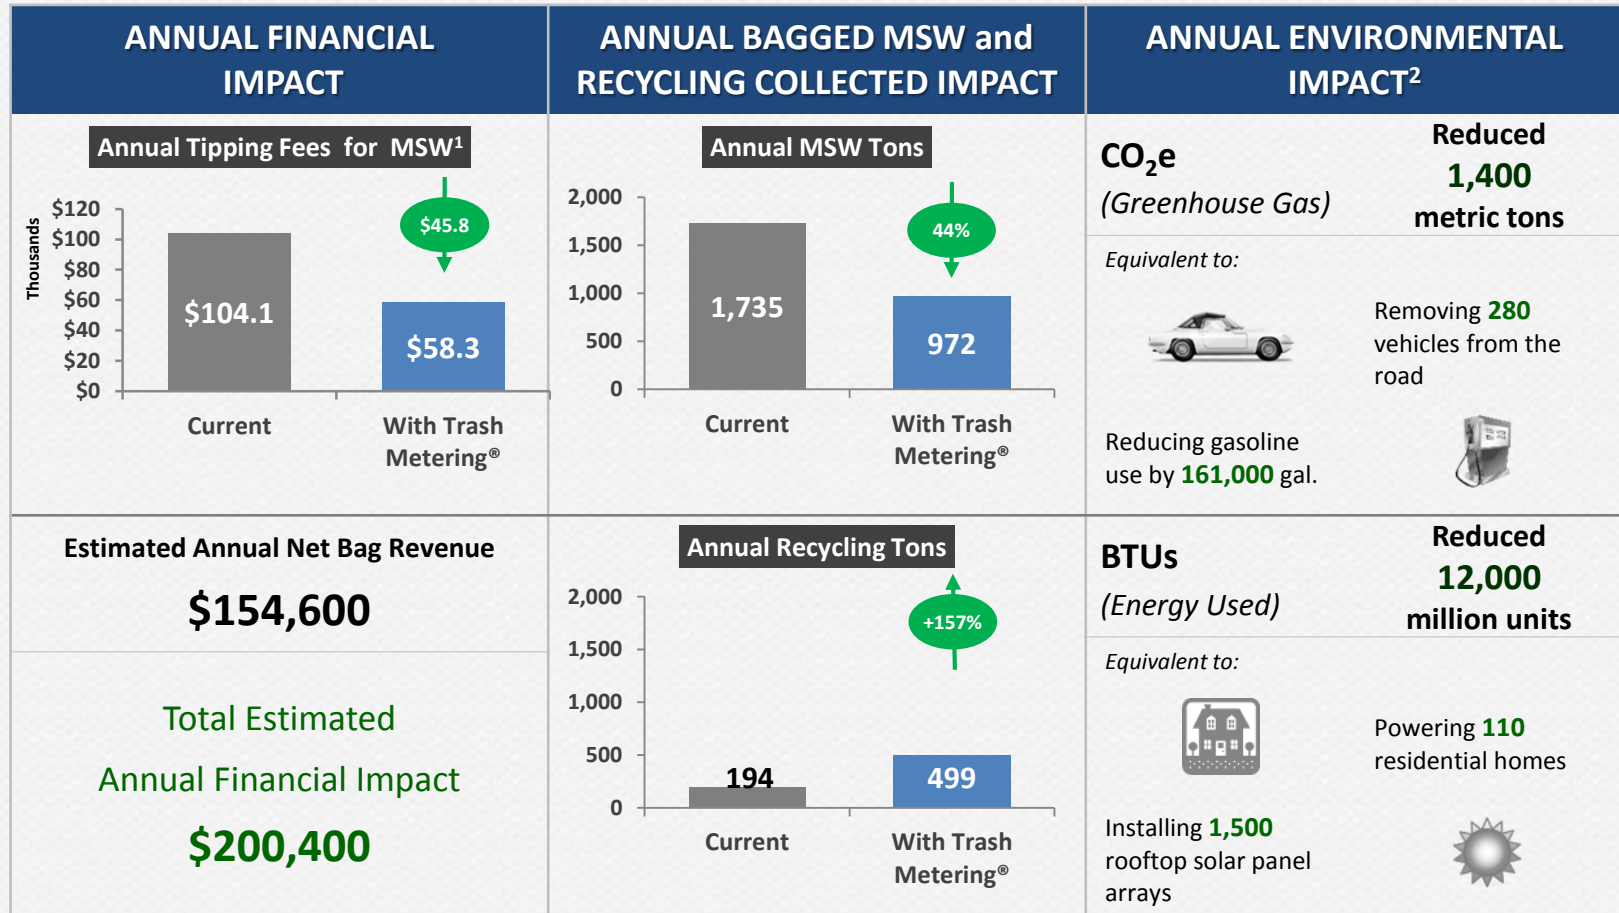 ANNUAL FINANCIAL
IMPACT
ANNUAL BAGGED MSW and
RECYCLING COLLECTED IMPACT
ANNUAL ENVIRONMENTAL
IMPACT²
Annual Tipping Fees for MSW¹
Thousands
$120
$100
$80
$60
$40
$20
$0
$45.8
$104.1
$58.3
Current
With Trash
Metering®
Annual MSW Tons
2,000
1,500
1,000
500
0
44%
1,735
972
Current
With Trash
Metering®
CO₂e
(Greenhouse Gas)
Reduced
1,400
metric tons
Equivalent to:
Removing 280
vehicles from the
road
Reducing gasoline
use by 161,000 gal.
Estimated Annual Net Bag Revenue
$154,600
Total Estimated
Annual Financial Impact
$200,400
Annual Recycling Tons
2,000
1,500
1,000
500
0
+157%
194
499
Current
With Trash
Metering®
BTUs
(Energy Used)
Reduced
12,000
million units
Equivalent to:
Powering 110
residential homes
Installing 1,500
rooftop solar panel
arrays